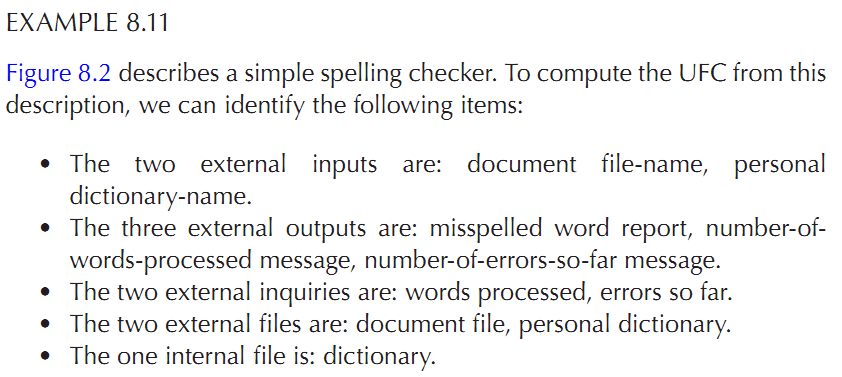 EXAMPLE 8.11
Figure 8.2 describes a simple spelling checker. To compute the UFC from this
description, we can identify the following items:
• The two external inputs are: document file-name, personal
dictionary-name.
• The three external outputs are: misspelled word report, number-of-
words-processed message, number-of-errors-so-far message.
• The two external inquiries are: words processed, errors so far.
• The two external files are: document file, personal dictionary.
• The one internal file is: dictionary.